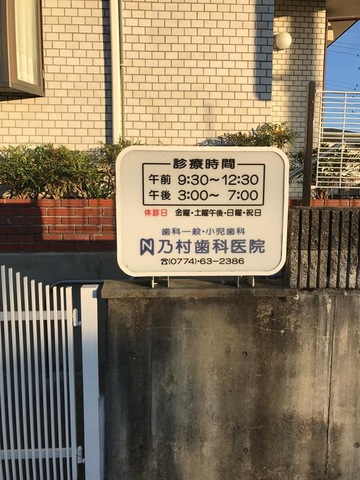 診療時間
午前 9:30～12:30
午後 3:00～ 7:00
休診日 金曜・土曜午後・日曜・祝日
歯科一般・小児歯科
N乃村歯科医院
☎(0774)・63-2386